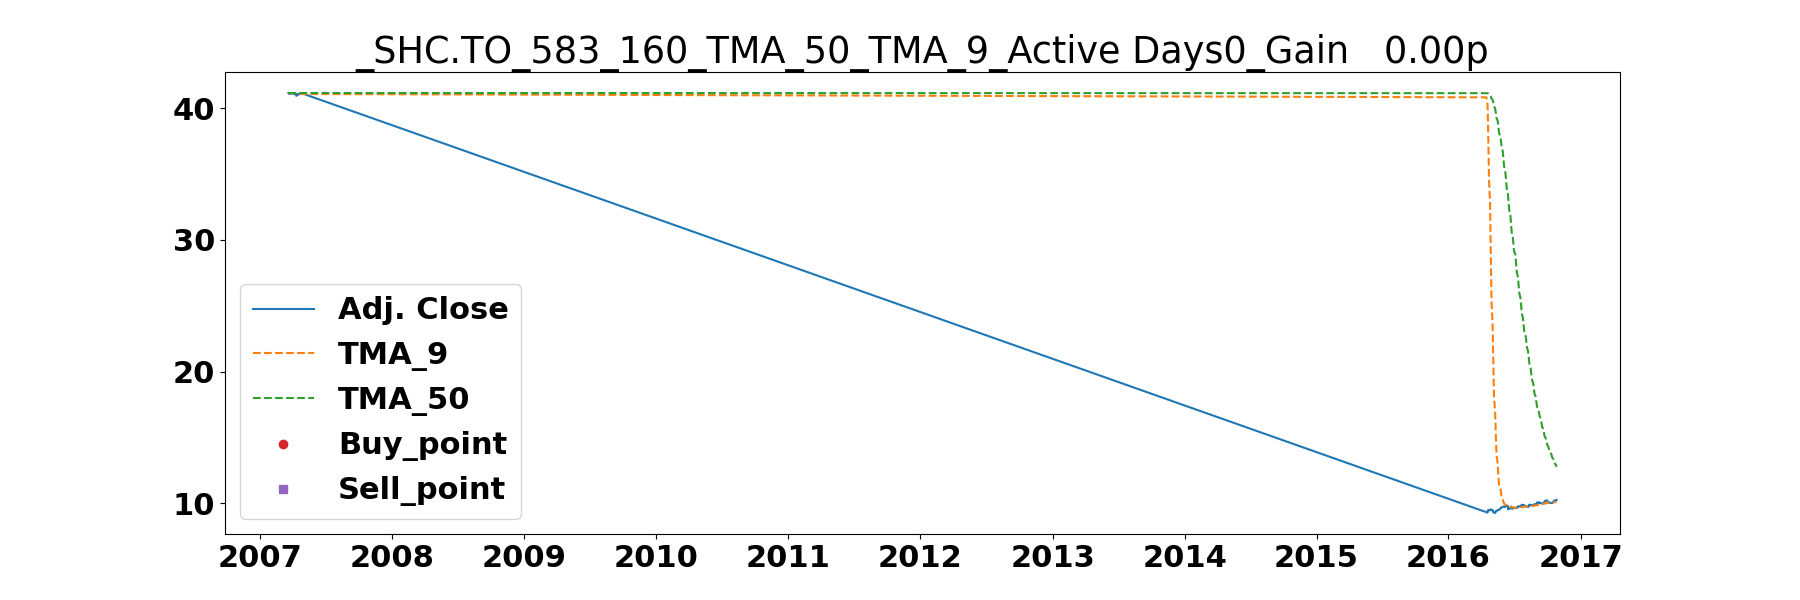 _SHC.TO_583_160_TMA_50_TMA_9_Active Days0_Gain   0.00p
40
30
20
10
Adj. Close
TMA_9
TMA_50
Buy_point
Sell_point
2007 2008 2009 2010 2011 2012 2013 2014 2015 2016 2017